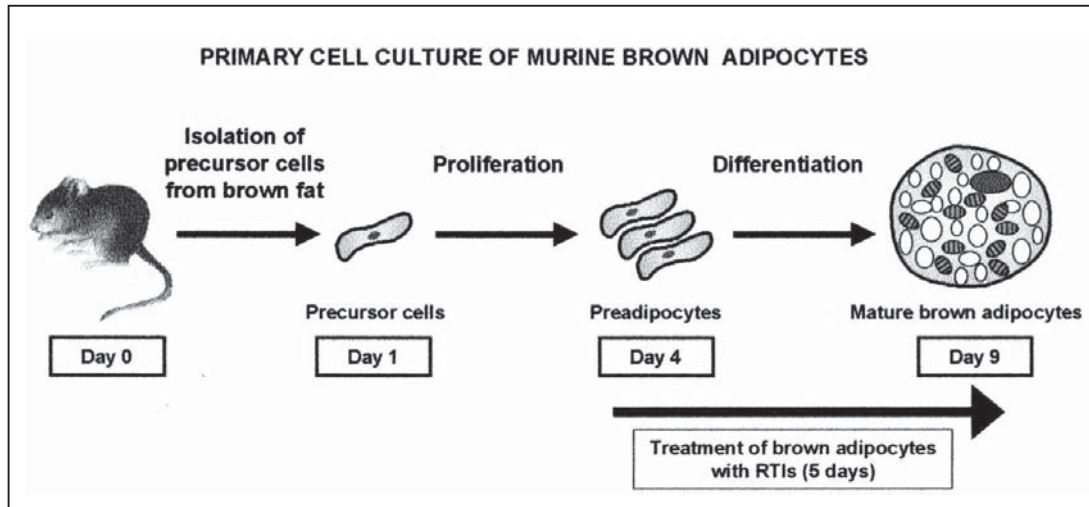 PRIMARY CELL CULTURE OF MURINE BROWN ADIPOCYTES
Isolation of
precursor cells
from brown fat
Proliferation
Differentiation
Precursor cells
Preadipocytes
Mature brown adipocytes
Day 0
Day 1
Day 4
Day 9
Treatment of brown adipocytes
with RTIs (5 days)